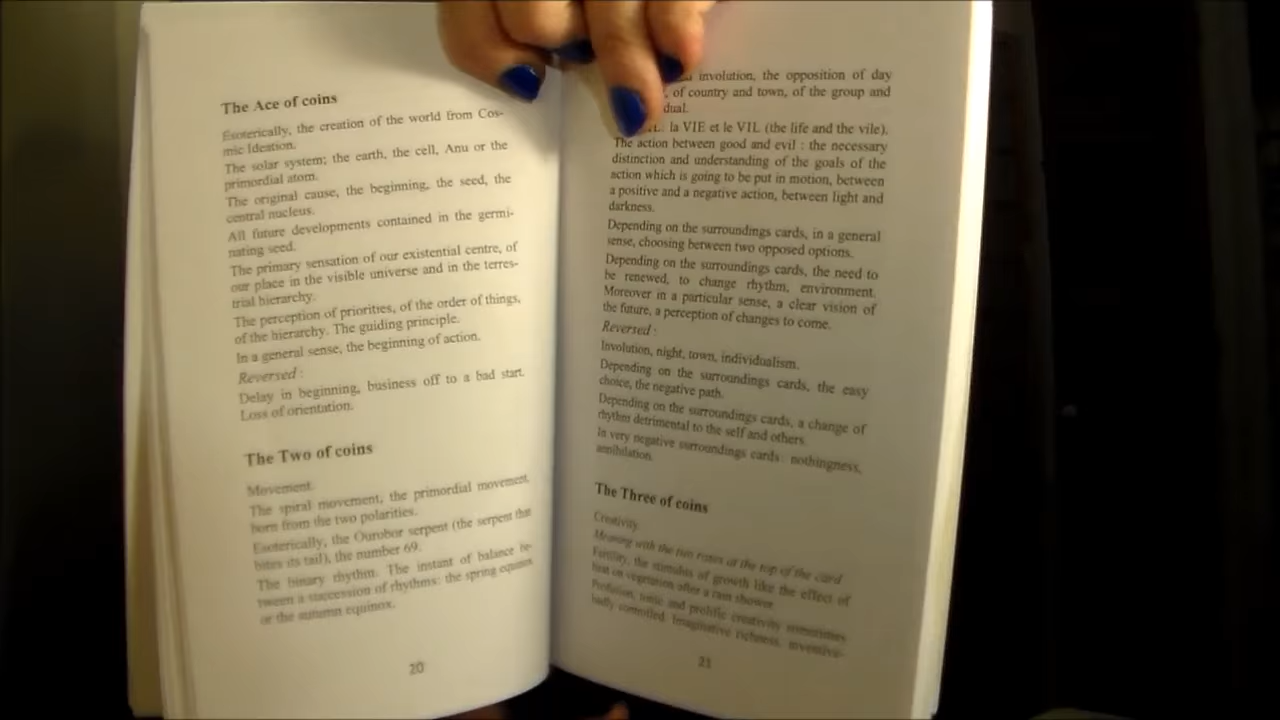 The Ace of coins
Esoterically, the creation of the world from Cos-
mic Ideation.
The solar system; the earth, the cell, Anu or the
primordial atom.
The original cause, the beginning, the seed, the
central nucleus.
All future developments contained in the germi-
nating seed.
The primary sensation of our existential centre, of
our place in the visible universe and in the terres-
trial hierarchy.
The perception of priorities, of the order of things,
of the hierarchy. The guiding principle.
In a general sense, the beginning of action.
Reversed :
Delay in beginning, business off to a bad start.
Loss of orientation.
The Two of coins
Movement.
The spiral movement, the primordial movement,
born from the two polarities.
Esoterically, the Ourobor serpent (the serpent that
bites its tail), the number 69.
The binary rhythm. The instant of balance be-
tween a succession of rhythms: the spring equinox
or the autumn equinox.
20
involution, the opposition of day
, of country and town, of the group and
dual.
la VIE et le VIL (the life and the vile).
The action between good and evil : the necessary
distinction and understanding of the goals of the
action which is going to be put in motion, between
a positive and a negative action, between light and
darkness.
Depending on the surroundings cards, in a general
sense, choosing between two opposed options.
Depending on the surroundings cards, the need to
be renewed, to change rhythm, environment.
Moreover in a particular sense, a clear vision of
the future, a perception of changes to come.
Reversed :
Involution, night, town, individualism.
Depending on the surroundings cards, the easy
choice, the negative path.
Depending on the surroundings cards, a change of
rhythm detrimental to the self and others.
In very negative surroundings cards : nothingness,
annihilation.
The Three of coins
Creativity.
Meaning with the two roses at the top of the card
Fertility, the stimulus of growth like the effect of
heat on vegetation after a rain shower.
Profusion, tonic and prolific creativity sometimes
badly controlled. Imaginative richness, inventive-
21